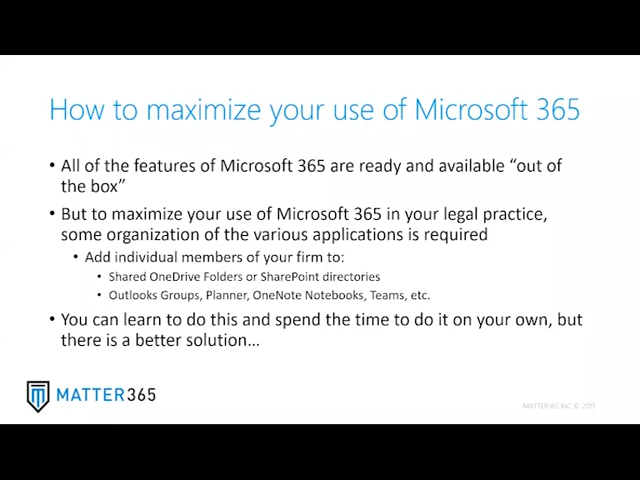 How to maximize your use of Microsoft 365
• All of the features of Microsoft 365 are ready and available “out of
the box”
• But to maximize your use of Microsoft 365 in your legal practice,
some organization of the various applications is required
• Add individual members of your firm to:
• Shared OneDrive Folders or SharePoint directories
• Outlooks Groups, Planner, OneNote Notebooks, Teams, etc.
• You can learn to do this and spend the time to do it on your own, but
there is a better solution...
MATTER365
MATTER365 INC © 2019